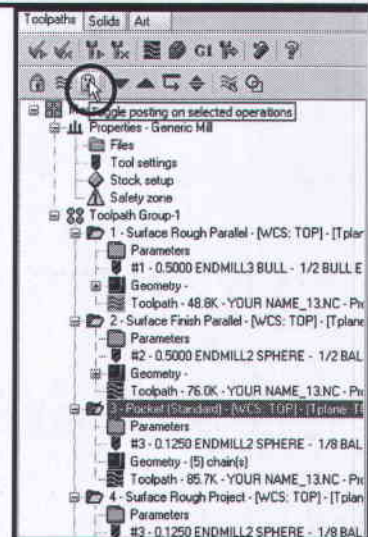 Toolpaths Solids Art
G1
Toggle posting on selected operations
Properties - Generic Mill
Files
Tool settings
Stock setup
Safety zone
Toolpath Group-1
1 - Surface Rough Parallel - [WCS: TOP] - [Tplan
Parameters
#1 - 0.5000 ENDMILL3 BULL - 1/2 BULL E
Geometry -
Toolpath - 48.8K - YOUR NAME_13.NC - Pro
2 - Surface Finish Parallel - [WCS: TOP] - [Tplane
Parameters
#2 - 0.5000 ENDMILL2 SPHERE - 1/2 BAL
Geometry -
Toolpath - 76.0K - YOUR NAME_13.NC - Pro
3 - Pocket (Standard) - [WCS: TOP] - [Tplane: T
Parameters
#3 - 0.1250 ENDMILL2 SPHERE - 1/8 BAL
Geometry - (5) chain(s)
Toolpath - 85.7K - YOUR NAME_13.NC - Pro
4 - Surface Rough Project - [WCS: TOP] - [Tplan
Parameters
#3 - 0.1250 ENDMILL2 SPHERE - 1/8 BAL